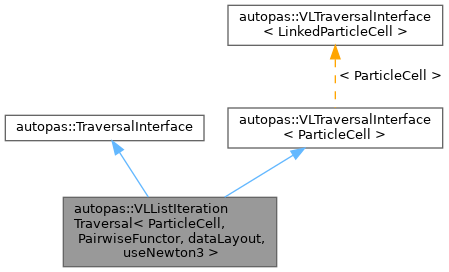 autopas::VLTraversalInterface
< LinkedParticleCell >
< ParticleCell >
autopas::TraversalInterface
autopas::VLTraversalInterface
< ParticleCell >
autopas::VLListIteration
Traversal< ParticleCell,
PairwiseFunctor, dataLayout,
useNewton3 >